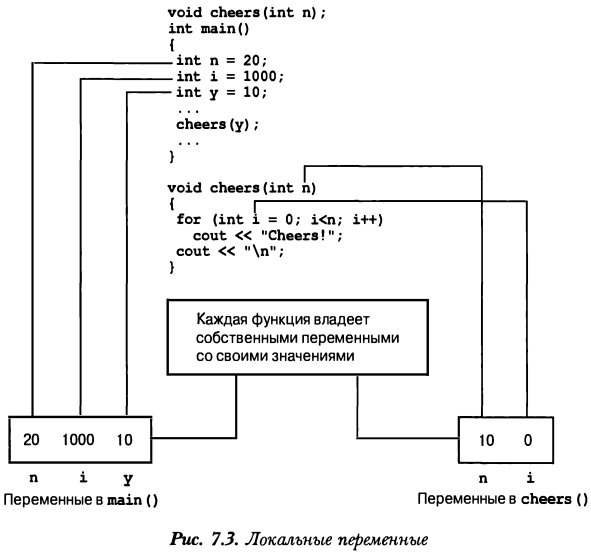 void cheers(int n);
int main()
{
int n = 20;
int i = 1000;
int y = 10;
...
cheers(y);
...
}
void cheers(int n)
{
for (int i = 0; i<n; i++)
cout << "Cheers!";
cout << "\n";
}
Каждая функция владеет
собственными переменными
со своими значениями
20 1000 10
n i y
Переменные в main()
10 0
n i
Переменные в cheers()
Рис. 7.3. Локальные переменные